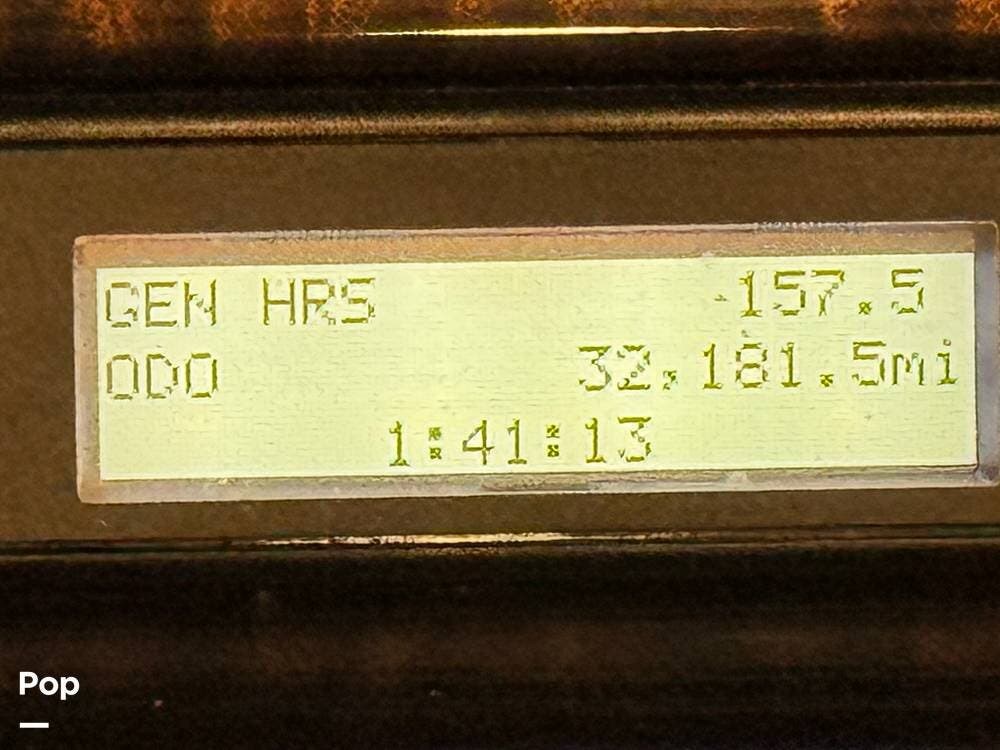 GEN HRS 157.5
ODO 32,181.5mi
1:41:13
Pop